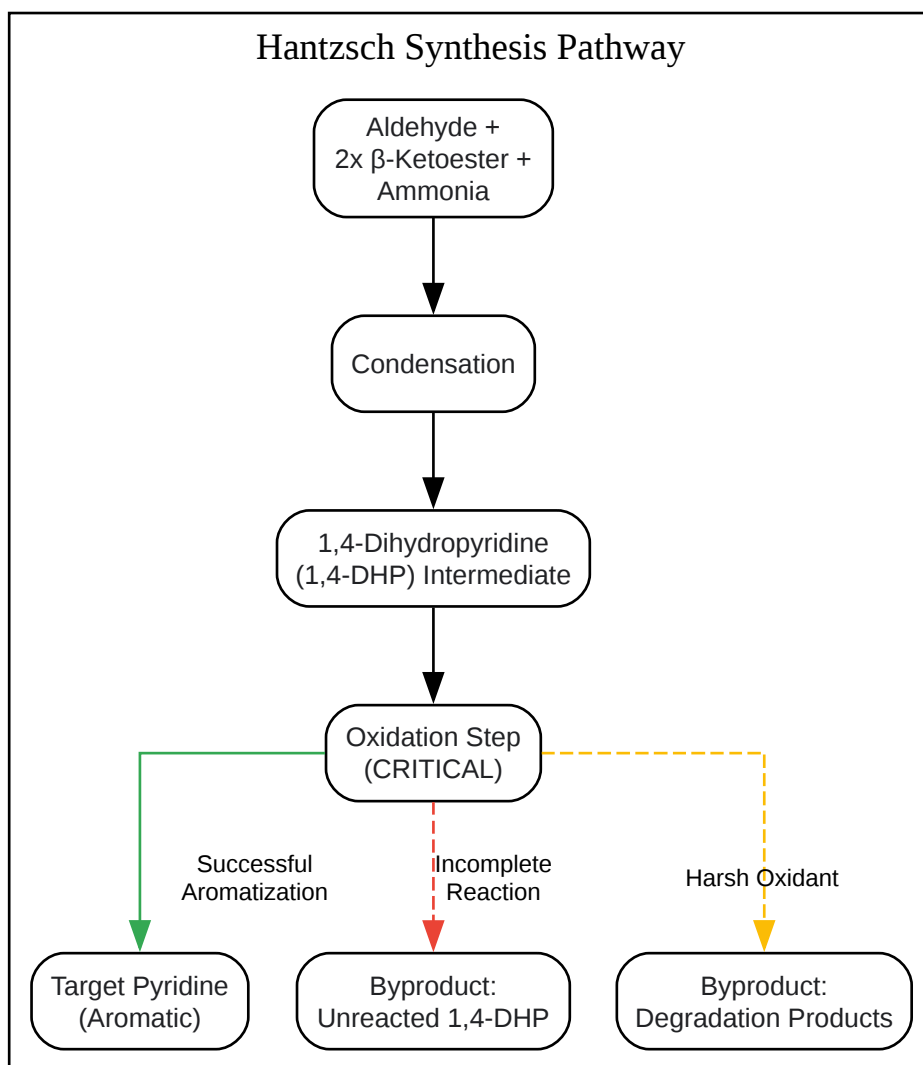 Hantzsch Synthesis Pathway
Aldehyde +
2x β-Ketoester +
Ammonia
Condensation
1,4-Dihydropyridine
(1,4-DHP) Intermediate
Oxidation Step
(CRITICAL)
Successful
Aromatization
Incomplete
Reaction
Harsh Oxidant
Target Pyridine
(Aromatic)
Byproduct:
Unreacted 1,4-DHP
Byproduct:
Degradation Products